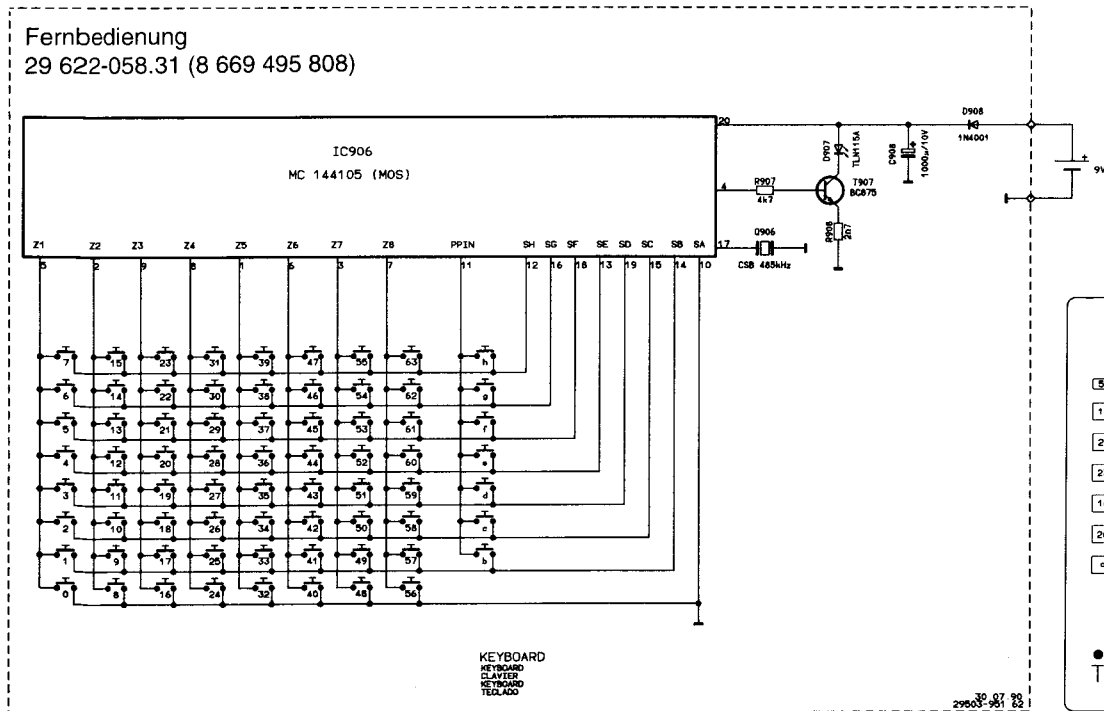 Fernbedienung
29 622-058.31 (8 669 495 808)
IC906
MC 144105 (MOS)
20
4
17
R907
4k7
Q906
CSB 485kHz
D907
TLN115A
T907
BC875
R908
2n7
C908
1000µ/10V
D908
1N4001
9V
Z1 Z2 Z3 Z4 Z5 Z6 Z7 Z8 PPIN SH SG SF SE SD SC SB SA
5 2 9 8 1 6 3 7 11 12 16 18 13 19 15 14 10
7 15 23 31 39 47 55 63 h
6 14 22 30 38 46 54 62 g
5 13 21 29 37 45 53 61 f
4 12 20 28 36 44 52 60 e
3 11 19 27 35 43 51 59 d
2 10 18 26 34 42 50 58 c
1 9 17 25 33 41 49 57 b
0 8 16 24 32 40 48 56
KEYBOARD
KEYBOARD
CLAVIER
KEYBOARD
TECLADO
30 07 90
29503-951 62